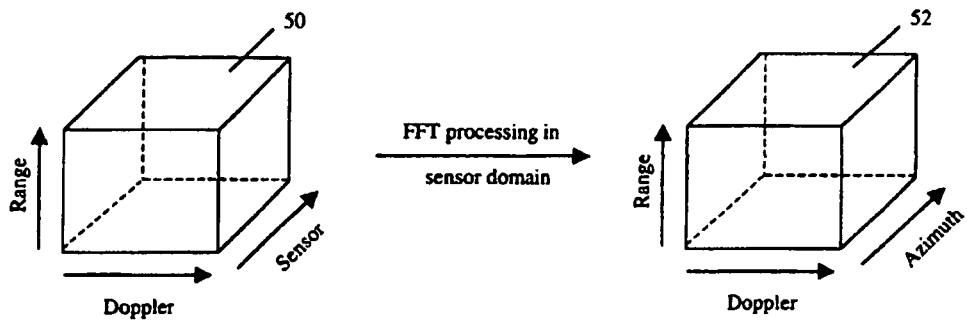 50
52
FFT processing in
sensor domain
Range
Sensor
Doppler
Range
Azimuth
Doppler